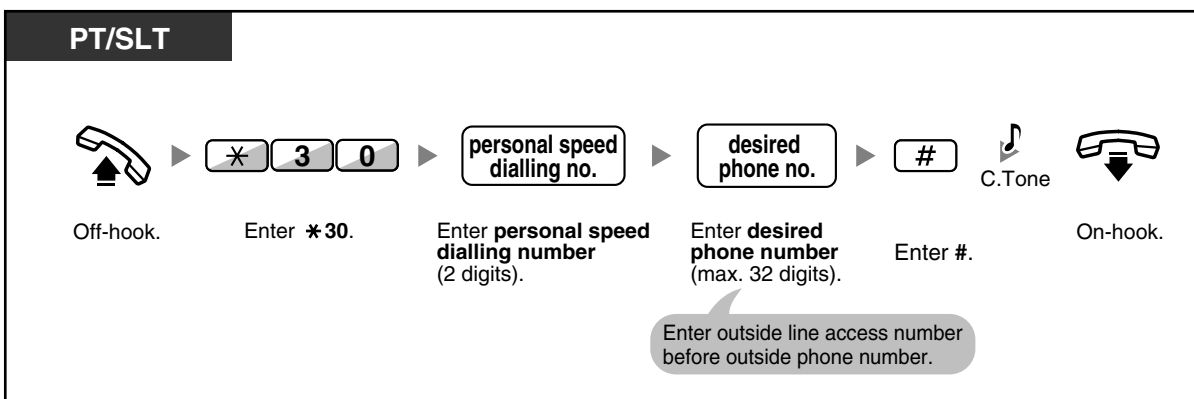 PT/SLT
* 3 0
personal speed
dialling no.
desired
phone no.
#
C.Tone
Off-hook.
Enter *30.
Enter personal speed
dialling number
(2 digits).
Enter desired
phone number
(max. 32 digits).
Enter #.
On-hook.
Enter outside line access number
before outside phone number.